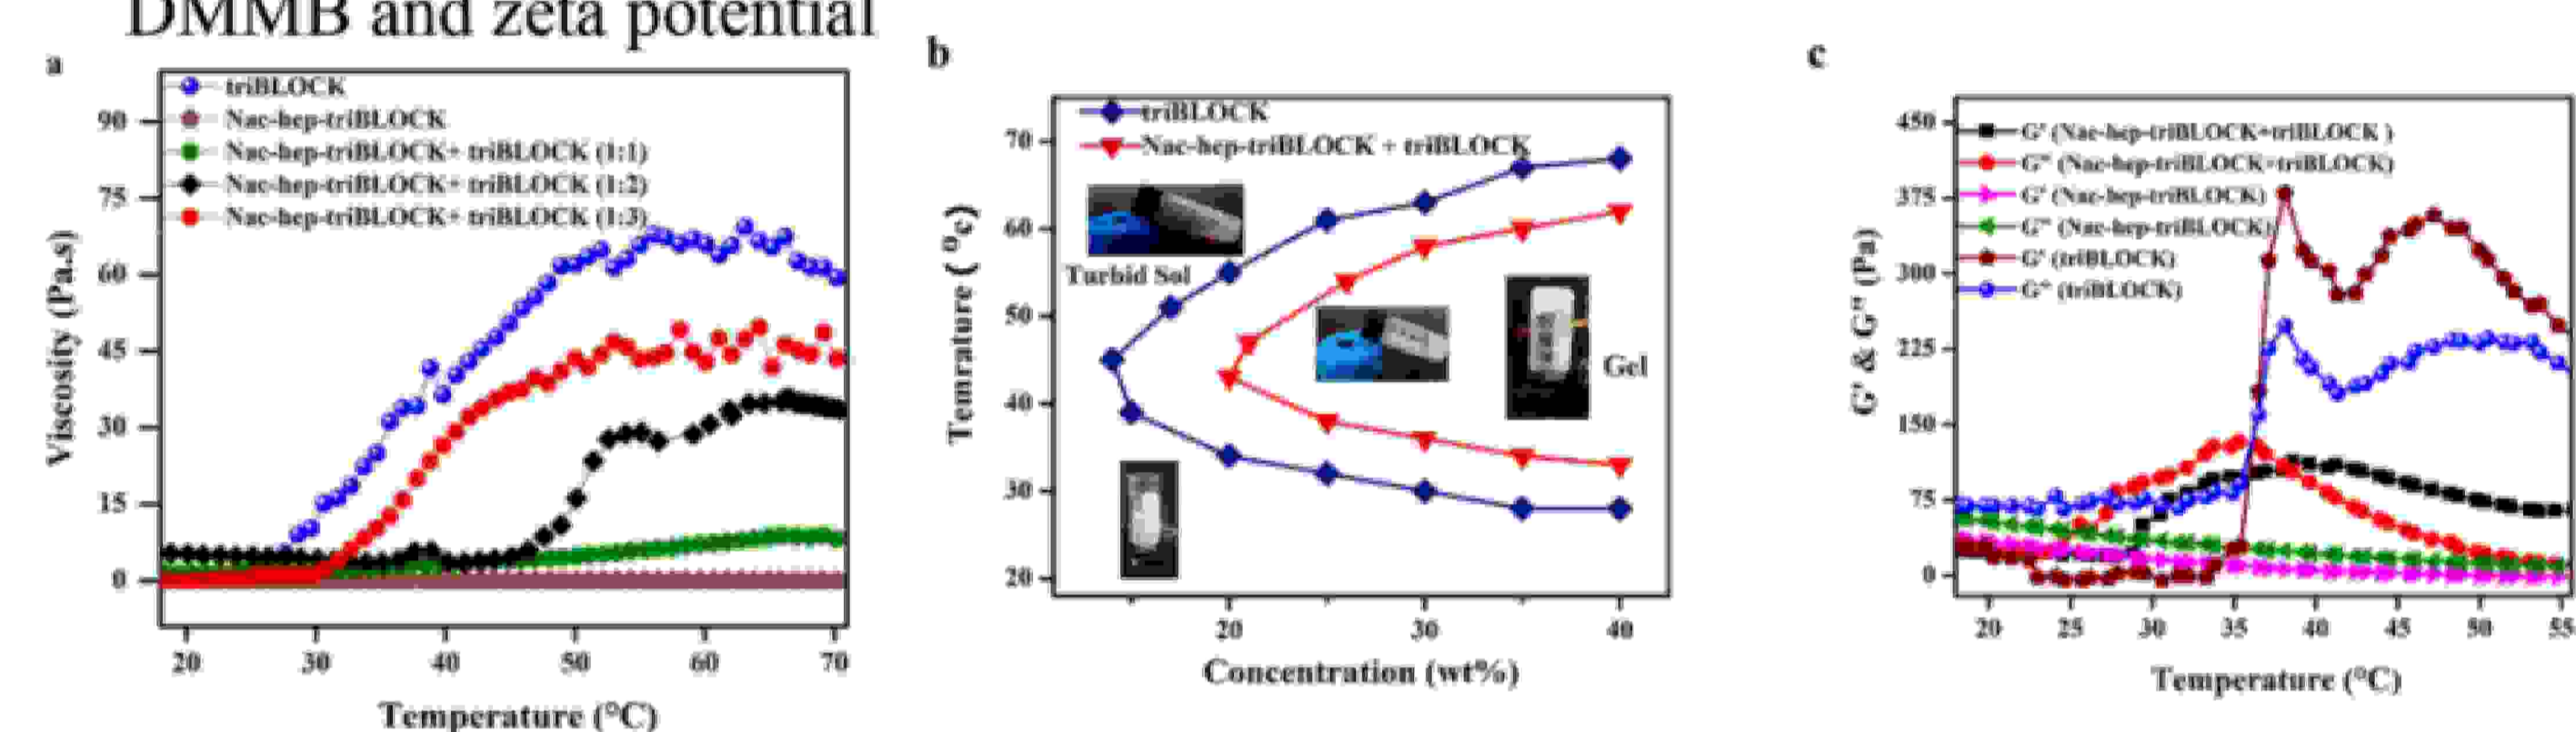 DMMB and zeta potential
a
triBLOCK
Nac-hep-triBLOCK
Nac-hep-triBLOCK+ triBLOCK (1:1)
Nac-hep-triBLOCK+ triBLOCK (1:2)
Nac-hep-triBLOCK+ triBLOCK (1:3)
90
75
60
45
30
15
0
Viscosity (Pa.s)
20 30 40 50 60 70
Temperature (°C)
b
triBLOCK
Nac-hep-triBLOCK + triBLOCK
Turbid Sol
Gel
70
60
50
40
30
20
Temrature ( °c)
20 30 40
Concentration (wt%)
c
G' (Nac-hep-triBLOCK+triBLOCK )
G" (Nac-hep-triBLOCK+triBLOCK)
G' (Nac-hep-triBLOCK)
G" (Nac-hep-triBLOCK)
G' (triBLOCK)
G" (triBLOCK)
450
375
300
225
150
75
0
G' & G" (Pa)
20 25 30 35 40 45 50 55
Temperature (°C)